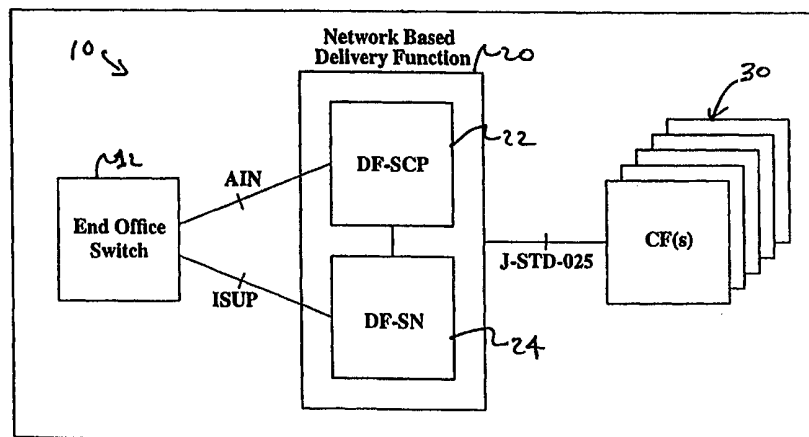 10
Network Based
Delivery Function
20
30
12
End Office
Switch
AIN
DF-SCP
22
ISUP
DF-SN
24
J-STD-025
CF(s)